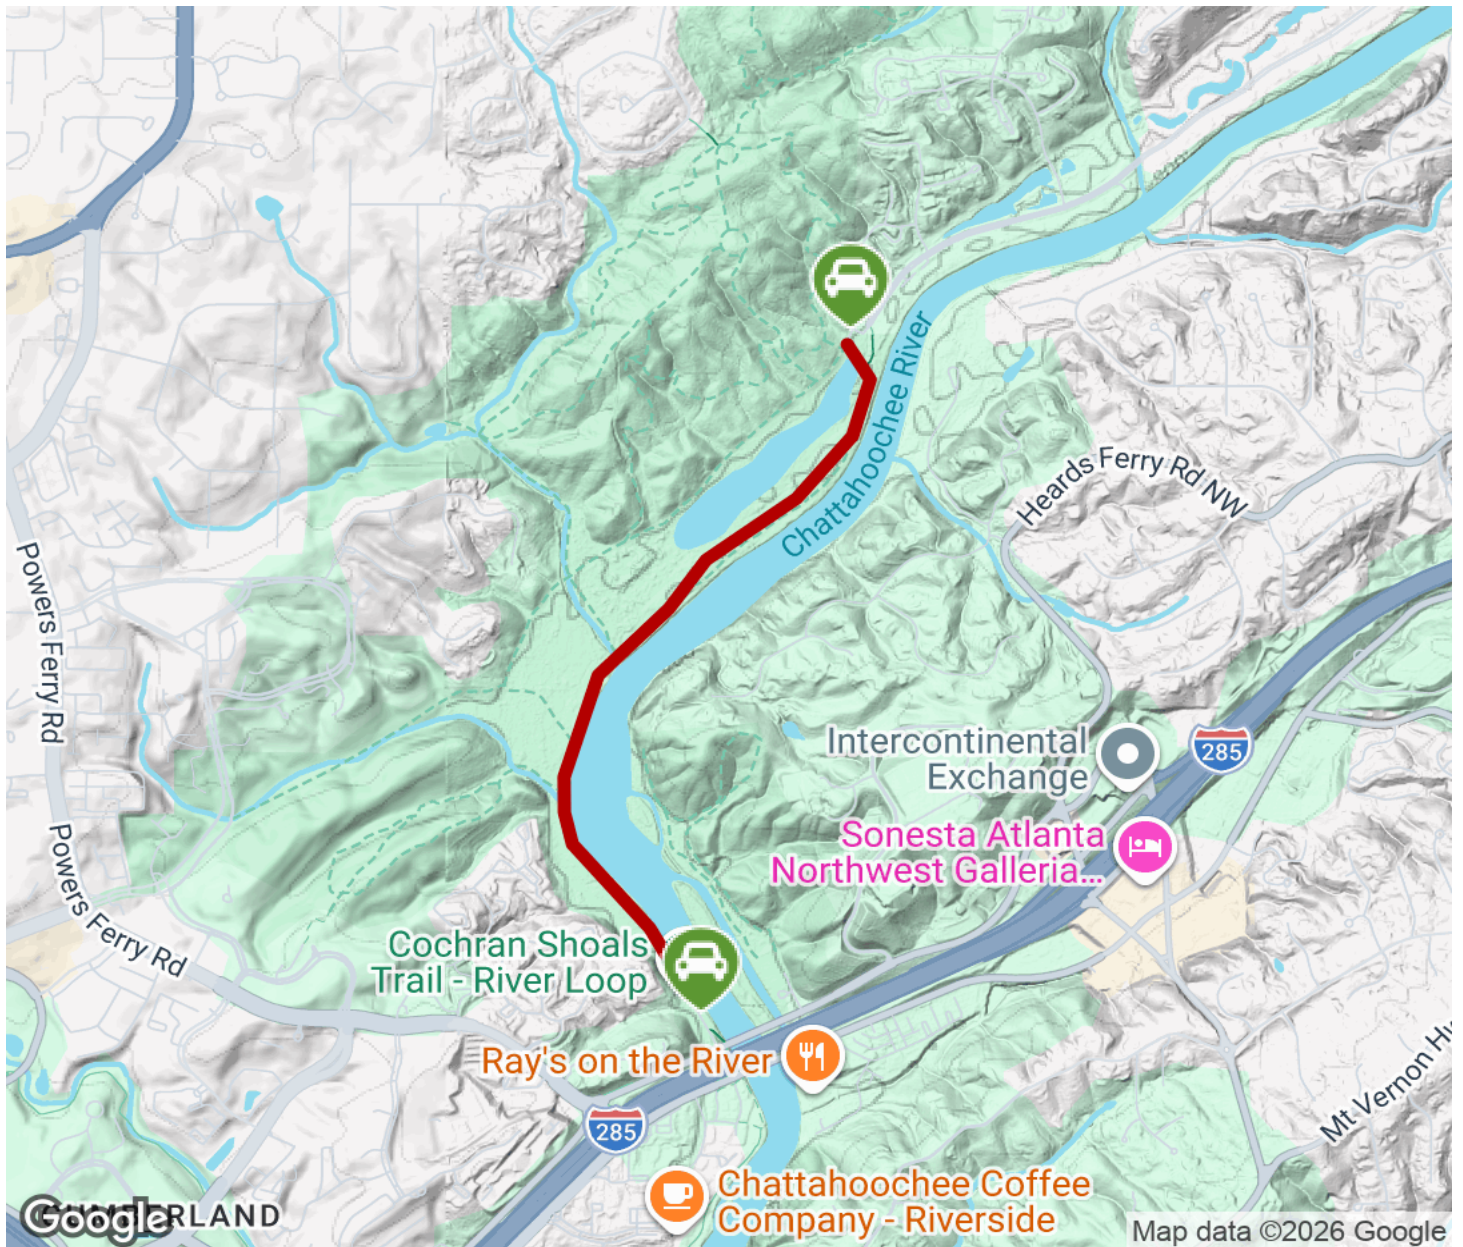 Chattahoochee River
Heards Ferry Rd NW
Powers Ferry Rd
Intercontinental
Exchange
285
Sonesta Atlanta
Northwest Galleria...
Powers Ferry Rd
Cochran Shoals
Trail - River Loop
Ray's on the River
285
Mt Vernon Hw
Chattahoochee Coffee
Company - Riverside
CUMBERLAND
Google
Map data ©2026 Google